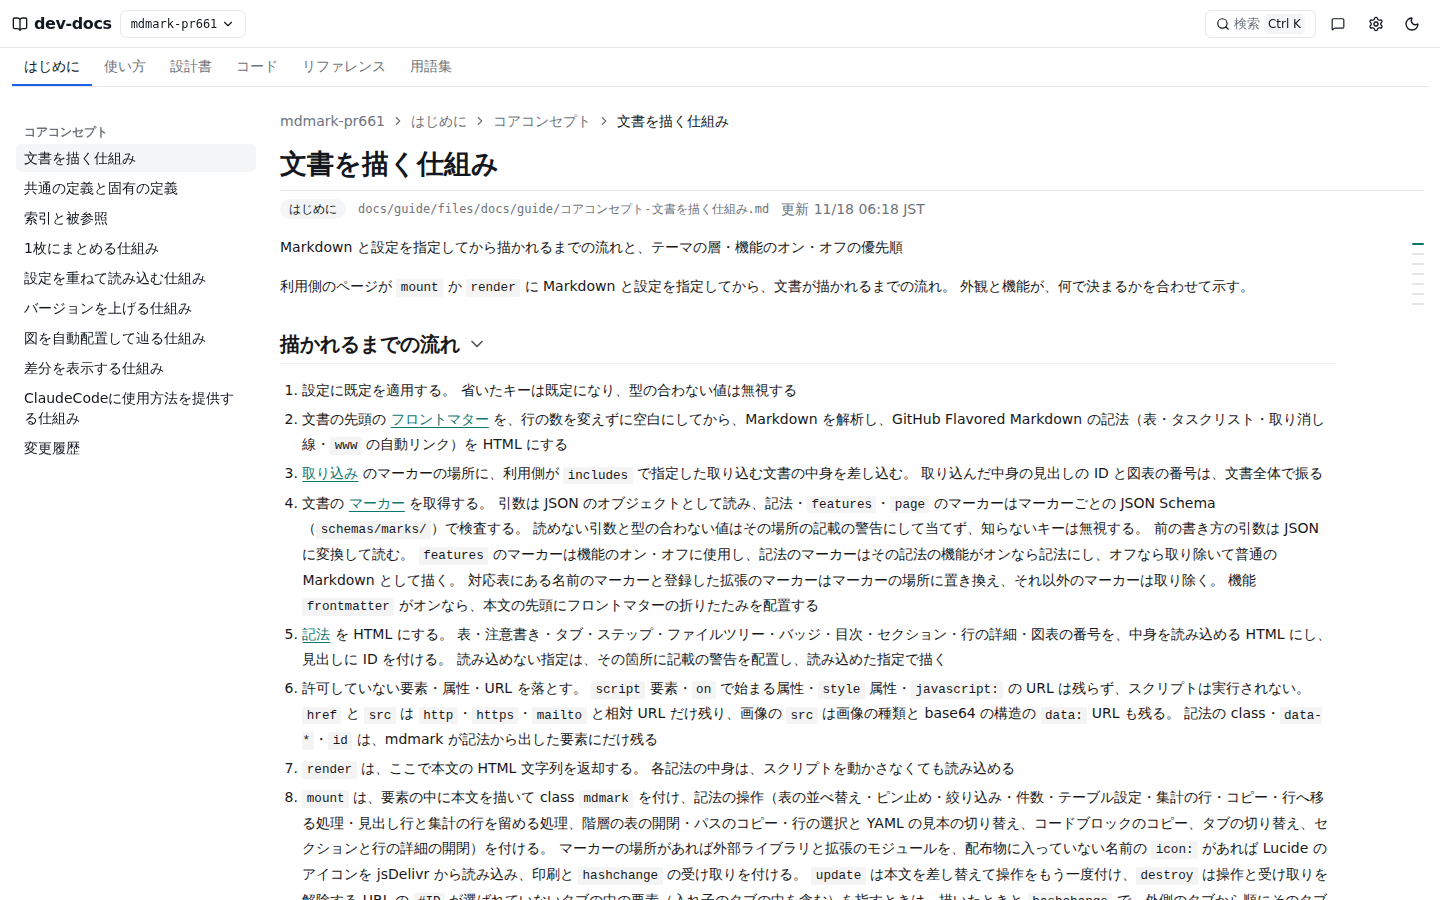 dev-docs
mdmark-pr661
検索 Ctrl K
はじめに 使い方 設計書 コード リファレンス 用語集
コアコンセプト
文書を描く仕組み
共通の定義と固有の定義
索引と被参照
1枚にまとめる仕組み
設定を重ねて読み込む仕組み
バージョンを上げる仕組み
図を自動配置して辿る仕組み
差分を表示する仕組み
ClaudeCodeに使用方法を提供す
る仕組み
変更履歴
mdmark-pr661 > はじめに > コアコンセプト > 文書を描く仕組み
文書を描く仕組み
はじめに docs/guide/files/docs/guide/コアコンセプト-文書を描く仕組み.md 更新 11/18 06:18 JST
Markdown と設定を指定してから描かれるまでの流れと、テーマの層・機能のオン・オフの優先順
利用側のページが mount か render に Markdown と設定を指定してから、文書が描かれるまでの流れ。 外観と機能が、何で決まるかを合わせて示す。
描かれるまでの流れ
1. 設定に既定を適用する。 省いたキーは既定になり、型の合わない値は無視する
2. 文書の先頭の フロントマター を、行の数を変えずに空白にしてから、Markdown を解析し、GitHub Flavored Markdown の記法（表・タスクリスト・取り消し
線・ www の自動リンク）を HTML にする
3. 取り込み のマーカーの場所に、利用側が includes で指定した取り込む文書の中身を差し込む。 取り込んだ中身の見出しの ID と図表の番号は、文書全体で振る
4. 文書の マーカー を取得する。 引数は JSON のオブジェクトとして読み、記法・ features ・ page のマーカーはマーカーごとの JSON Schema
（ schemas/marks/ ）で検査する。 読めない引数と型の合わない値はその場所の記載の警告にして当てず、知らないキーは無視する。 前の書き方の引数は JSON
に変換して読む。 features のマーカーは機能のオン・オフに使用し、記法のマーカーはその記法の機能がオンなら記法にし、オフなら取り除いて普通の
Markdown として描く。 対応表にある名前のマーカーと登録した拡張のマーカーはマーカーの場所に置き換え、それ以外のマーカーは取り除く。 機能
frontmatter がオンなら、本文の先頭にフロントマターの折りたたみを配置する
5. 記法 を HTML にする。 表・注意書き・タブ・ステップ・ファイルツリー・バッジ・目次・セクション・行の詳細・図表の番号を、中身を読み込める HTML にし、
見出しに ID を付ける。 読み込めない指定は、その箇所に記載の警告を配置し、読み込めた指定で描く
6. 許可していない要素・属性・URL を落とす。 script 要素・ on で始まる属性・ style 属性・ javascript: の URL は残らず、スクリプトは実行されない。
href と src は http ・ https ・ mailto と相対 URL だけ残り、画像の src は画像の種類と base64 の構造の data: URL も残る。 記法の class・ data-
* ・ id は、mdmark が記法から出した要素にだけ残る
7. render は、ここで本文の HTML 文字列を返却する。 各記法の中身は、スクリプトを動かさなくても読み込める
8. mount は、要素の中に本文を描いて class mdmark を付け、記法の操作（表の並べ替え・ピン止め・絞り込み・件数・テーブル設定・集計の行・コピー・行へ移
る処理・見出し行と集計の行を留める処理、階層の表の開閉・パスのコピー・行の選択と YAML の見本の切り替え、コードブロックのコピー、タブの切り替え、セ
クションと行の詳細の開閉）を付ける。 マーカーの場所があれば外部ライブラリと拡張のモジュールを、配布物に入っていない名前の icon: があれば Lucide の
アイコンを jsDelivr から読み込み、印刷と hashchange の受け取りを付ける。 update は本文を差し替えて操作をもう一度付け、 destroy は操作と受け取りを
解除する URL の #ID が選ばれていないタブの中の要素（入れ子のタブの中を含む）を指すときは、描いたときと hashchange で、外側のタブから順にそのタブ